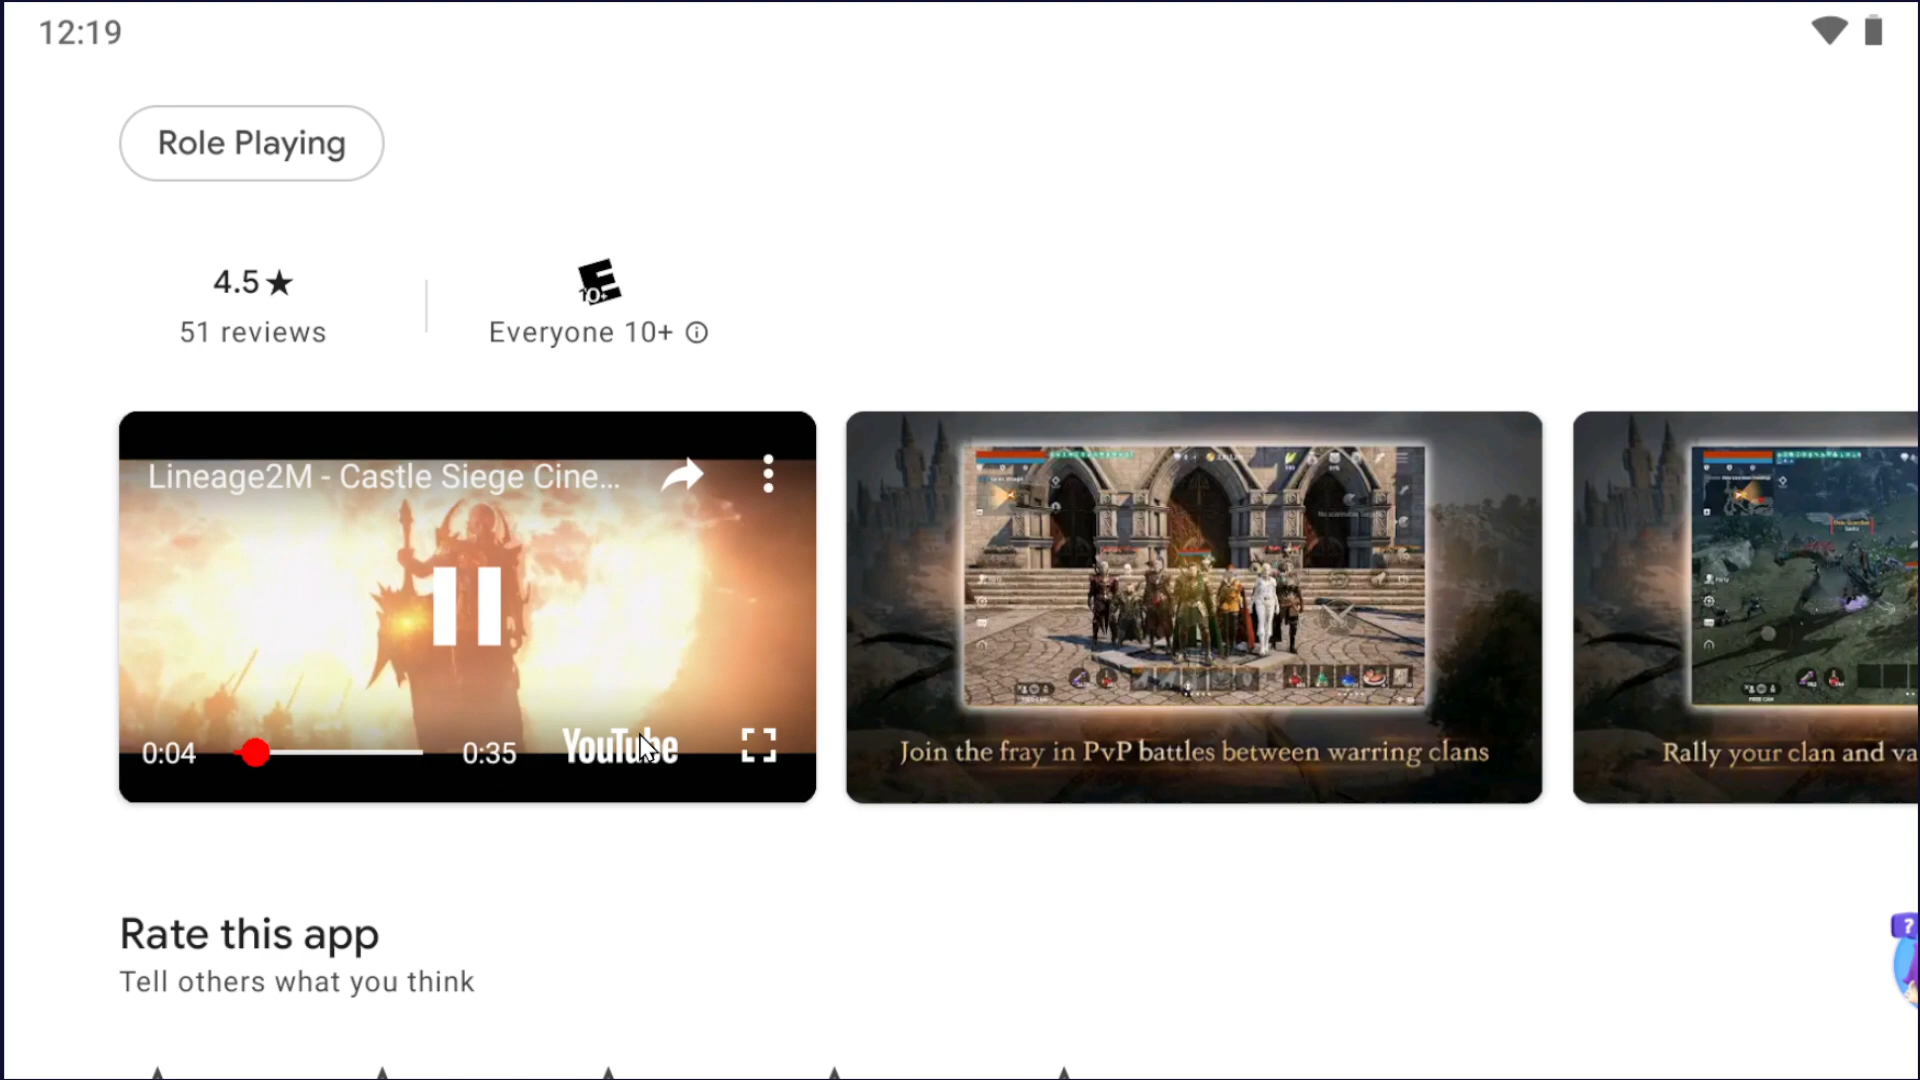 12:19
Role Playing
4.5★
51 reviews
E
10+
Everyone 10+
Lineage2M - Castle Siege Cine...
0:04
0:35
YouTube
Join the fray in PvP battles between warring clans
Rally your clan and va
?
Rate this app
Tell others what you think